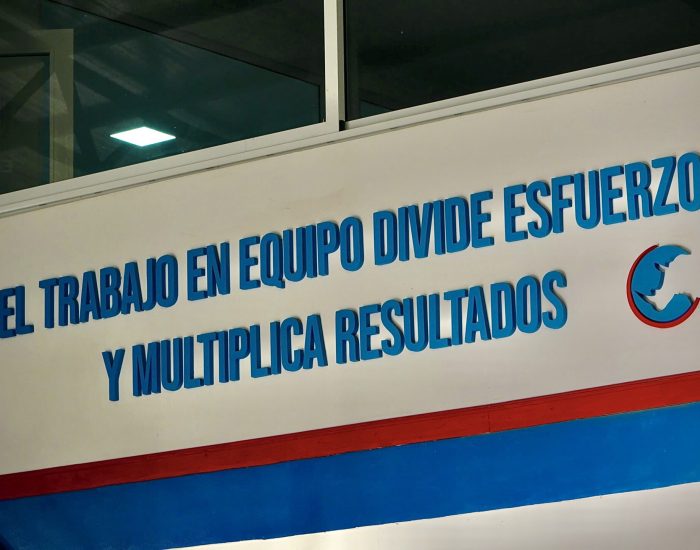 EL TRABAJO EN EQUIPO DIVIDE ESFUERZO
Y MULTIPLICA RESULTADOS